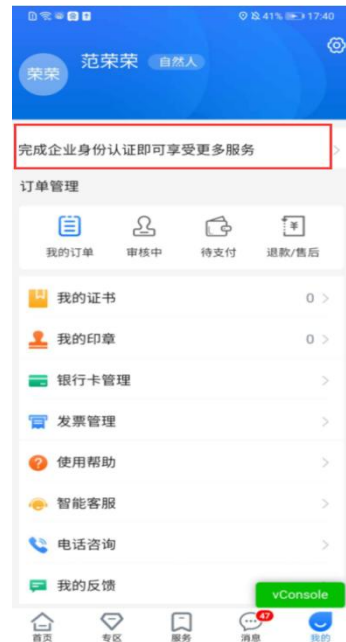 41% 17:40
荣荣
范荣荣 自然人
完成企业身份认证即可享受更多服务
订单管理
我的订单 审核中 待支付 退款/售后
我的证书 0
我的印章 0
银行卡管理
发票管理
使用帮助
智能客服
电话咨询
我的反馈
vConsole
47
首页 专区 服务 消息 我的